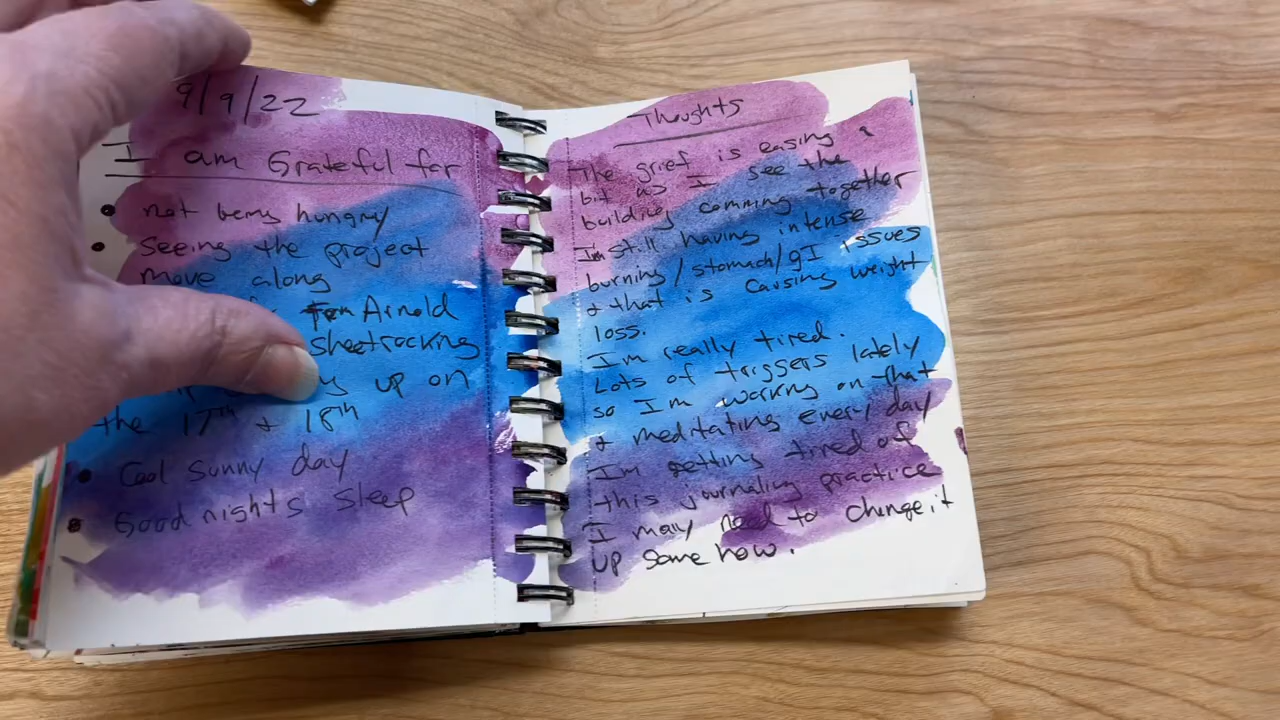 9/9/22
I am Grateful for
• not being hungry
• Seeing the project
move along
Arnold
sheetrocking
up on
the 17th + 18th
• Cool sunny day
• Good nights sleep
Thoughts
The grief is easing a
bit as I see the
building comming together
Im still having intense
burning/stomach/gI issues
+ that is causing weight
loss.
Im really tired.
Lots of triggers lately
so Im working on that
+ meditating every day
Im getting tired of
this journaling practice
I may need to change it
up some how.